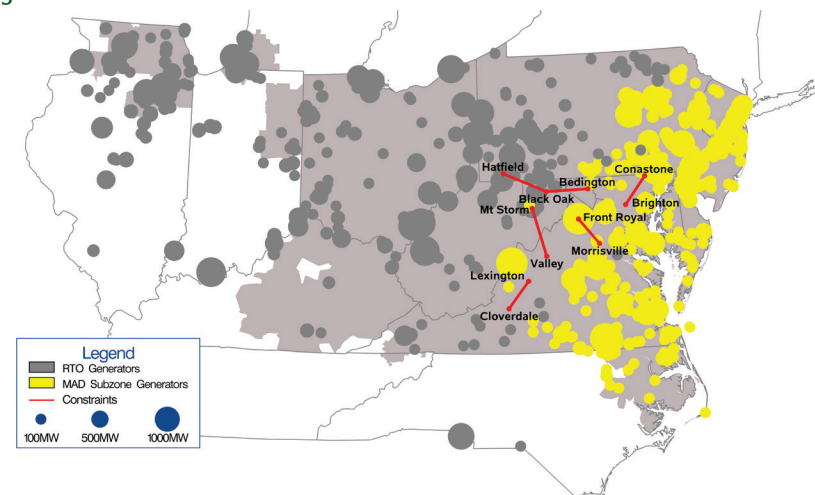 Hatfield
Conastone
Bedington
Black Oak
Mt Storm
Brighton
Front Royal
Morrisville
Valley
Lexington
Cloverdale
Legend
RTO Generators
MAD Subzone Generators
Constraints
100MW 500MW 1000MW